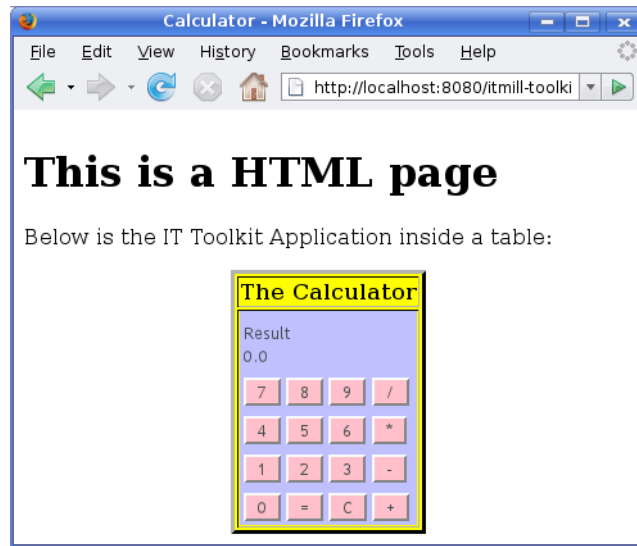 Calculator - Mozilla Firefox
File Edit View History Bookmarks Tools Help
http://localhost:8080/itmill-toolki
This is a HTML page
Below is the IT Toolkit Application inside a table:
The Calculator
Result
0.0
7 8 9 /
4 5 6 *
1 2 3 -
0 = C +